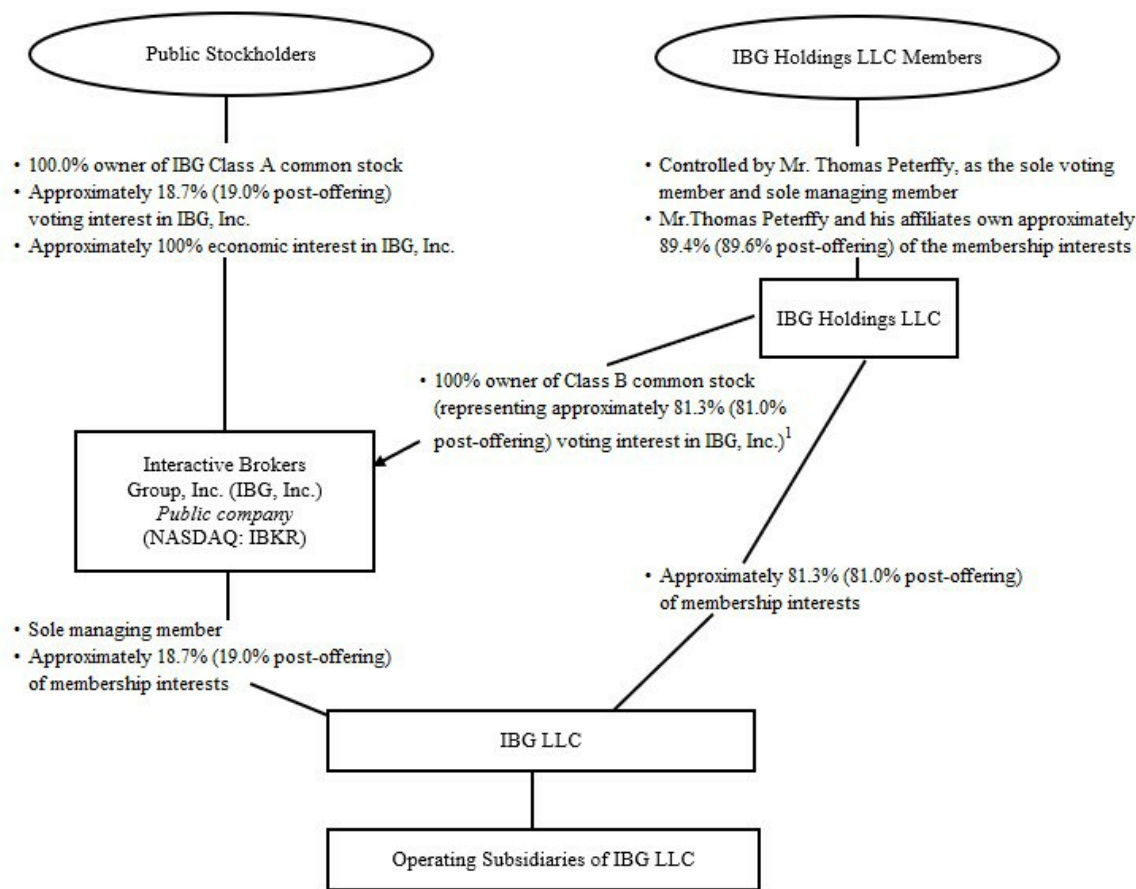 Public Stockholders
IBG Holdings LLC Members
• 100.0% owner of IBG Class A common stock
• Approximately 18.7% (19.0% post-offering)
voting interest in IBG, Inc.
• Approximately 100% economic interest in IBG, Inc.
• Controlled by Mr. Thomas Peterffy, as the sole voting
member and sole managing member
• Mr.Thomas Peterffy and his affiliates own approximately
89.4% (89.6% post-offering) of the membership interests
IBG Holdings LLC
• 100% owner of Class B common stock
(representing approximately 81.3% (81.0%
post-offering) voting interest in IBG, Inc.)1
Interactive Brokers
Group, Inc. (IBG, Inc.)
Public company
(NASDAQ: IBKR)
• Approximately 81.3% (81.0% post-offering)
of membership interests
• Sole managing member
• Approximately 18.7% (19.0% post-offering)
of membership interests
IBG LLC
Operating Subsidiaries of IBG LLC